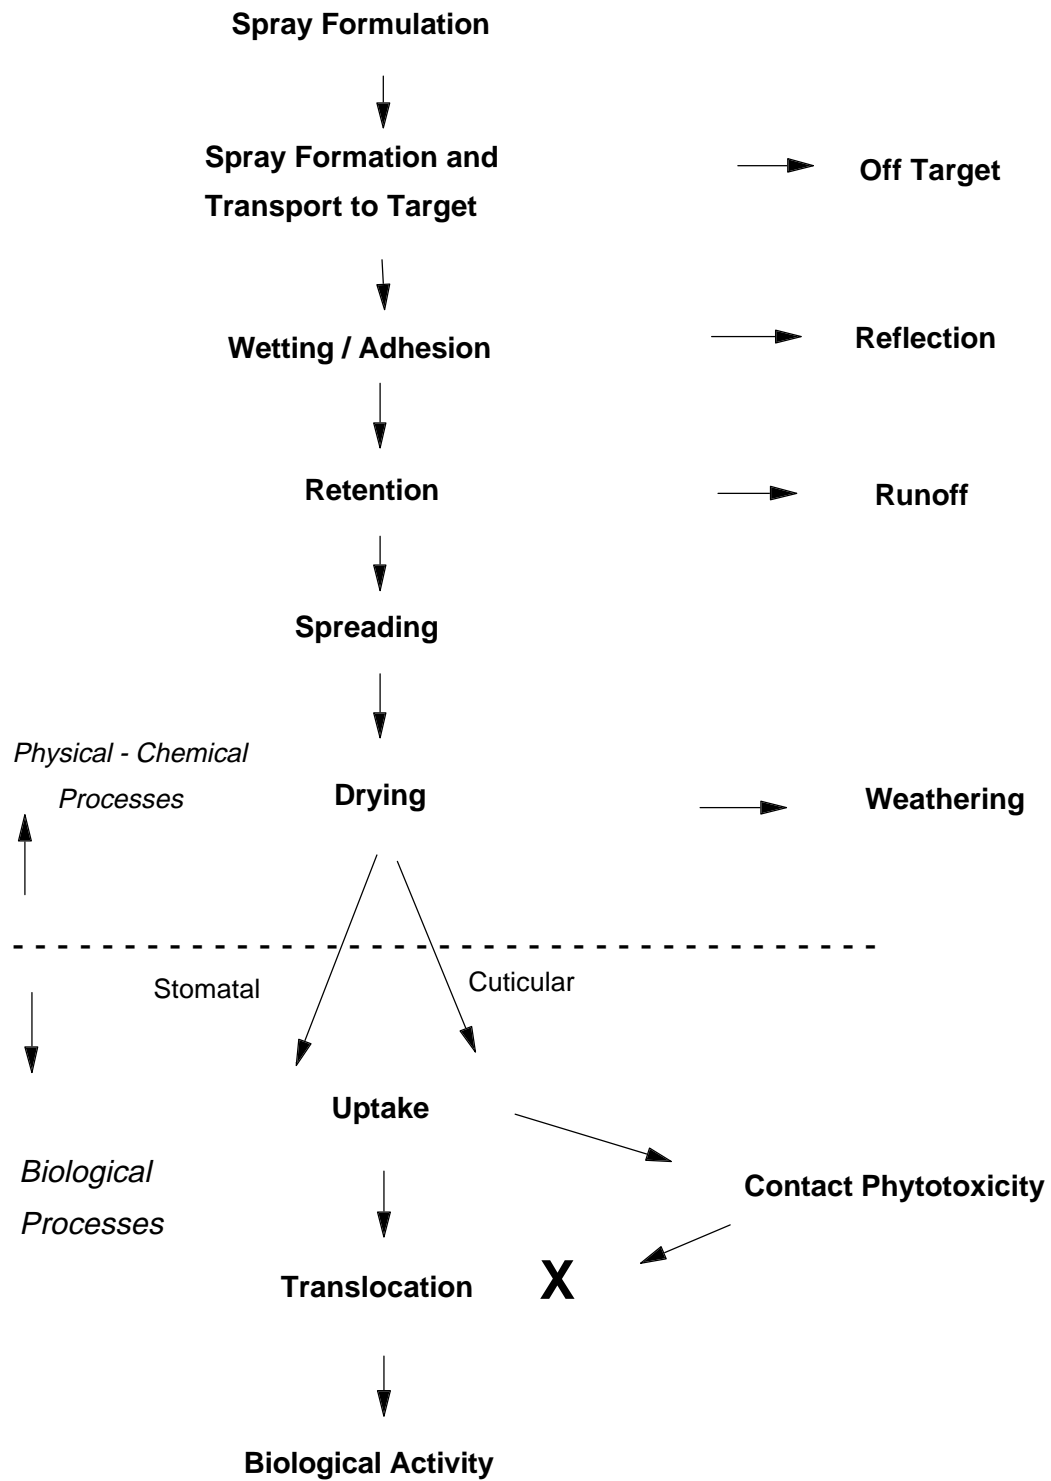 Spray Formulation
Spray Formation and
Transport to Target
Off Target
Wetting / Adhesion
Reflection
Retention
Runoff
Spreading
Physical - Chemical
Processes
Drying
Weathering
Stomatal
Cuticular
Uptake
Biological
Processes
Contact Phytotoxicity
Translocation
X
Biological Activity